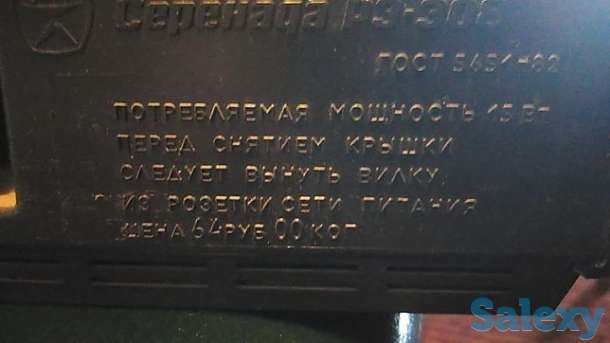 Серенада РЭ-308
ГОСТ 5651-82
ПОТРЕБЛЯЕМАЯ МОЩНОСТЬ 15 ВТ
ПЕРЕД СНЯТИЕМ КРЫШКИ
СЛЕДУЕТ ВЫНУТЬ ВИЛКУ
ИЗ РОЗЕТКИ СЕТИ ПИТАНИЯ
ЦЕНА 64 РУБ 00 КОП
Salexy